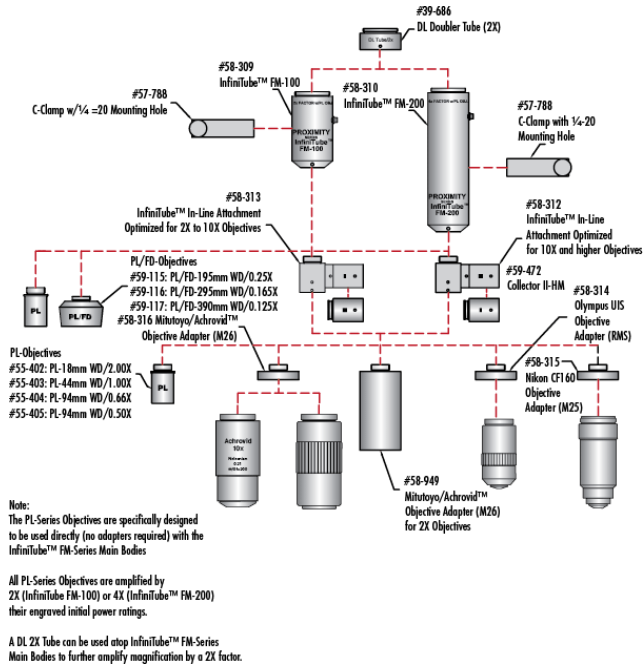 #39-686
DL Doubler Tube (2X)
DL Tube/2x
#58-309
InfiniTube™ FM-100
#58-310
InfiniTube™ FM-200
#57-788
C-Clamp w/¼ =20 Mounting Hole
#57-788
C-Clamp with ¼-20
Mounting Hole
PROXIMITY
InfiniTube™
FM-100
PROXIMITY
InfiniTube™
FM-200
#58-313
InfiniTube™ In-Line Attachment
Optimized for 2X to 10X Objectives
#58-312
InfiniTube™ In-Line
Attachment Optimized
for 10X and higher Objectives
#59-472
Collector II-HM
PL
PL/FD
PL/FD-Objectives
#59-115: PL/FD-195mm WD/0.25X
#59-116: PL/FD-295mm WD/0.165X
#59-117: PL/FD-390mm WD/0.125X
#58-316 Mitutoyo/Achrovid™
Objective Adapter (M26)
#58-314
Olympus UIS
Objective
Adapter (RMS)
#58-315
Nikon CF160
Objective
Adapter (M25)
PL-Objectives
#55-402: PL-18mm WD/2.00X
#55-403: PL-44mm WD/1.00X
#55-404: PL-94mm WD/0.66X
#55-405: PL-94mm WD/0.50X
PL
Achrovid
10x
#58-949
Mitutoyo/Achrovid™
Objective Adapter (M26)
for 2X Objectives
Note:
The PL-Series Objectives are specifically designed
to be used directly (no adapters required) with the
InfiniTube™ FM-Series Main Bodies
All PL-Series Objectives are amplified by
2X (InfiniTube FM-100) or 4X (InfiniTube™ FM-200)
their engraved initial power ratings.
A DL 2X Tube can be used atop InfiniTube™ FM-Series
Main Bodies to further amplify magnification by a 2X factor.